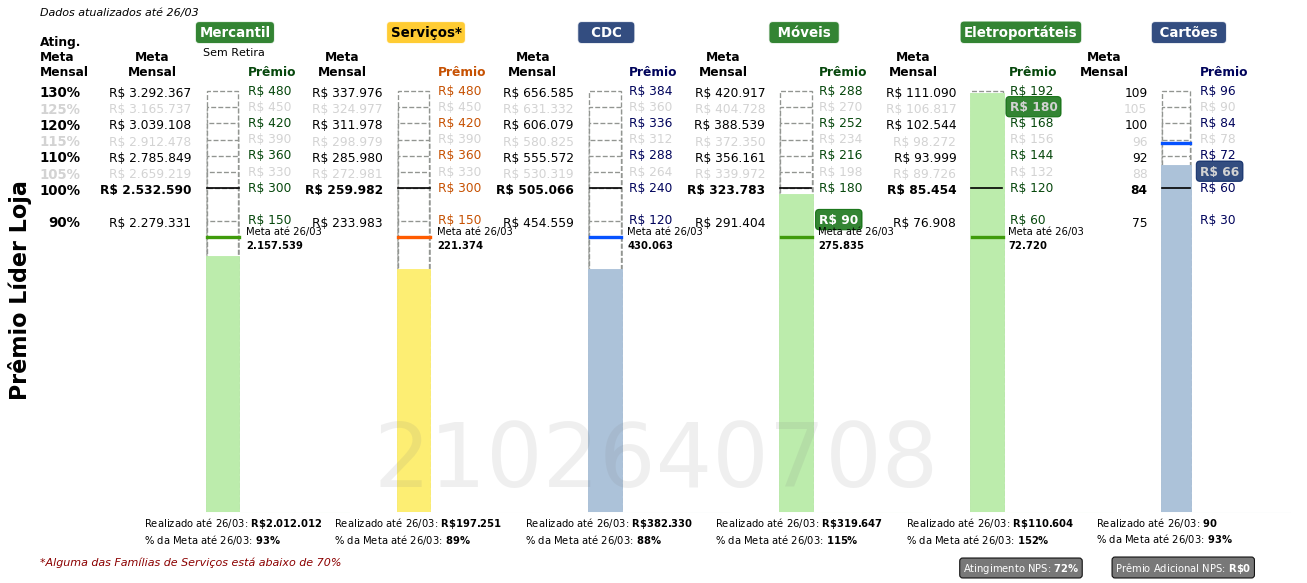 Dados atualizados até 26/03
Mercantil Serviços* CDC Móveis Eletroportáteis Cartões
Sem Retira
Ating. Meta Mensal Meta Mensal Prêmio Meta Mensal Prêmio Meta Mensal Prêmio Meta Mensal Prêmio Meta Mensal Prêmio Meta Mensal Prêmio
130% R$ 3.292.367 R$ 480 R$ 337.976 R$ 480 R$ 656.585 R$ 384 R$ 420.917 R$ 288 R$ 111.090 R$ 192 109 R$ 96
125% R$ 3.165.737 R$ 450 R$ 324.977 R$ 450 R$ 631.332 R$ 360 R$ 404.728 R$ 270 R$ 106.817 R$ 180 105 R$ 90
120% R$ 3.039.108 R$ 420 R$ 311.978 R$ 420 R$ 606.079 R$ 336 R$ 388.539 R$ 252 R$ 102.544 R$ 168 100 R$ 84
115% R$ 2.912.478 R$ 390 R$ 298.979 R$ 390 R$ 580.825 R$ 312 R$ 372.350 R$ 234 R$ 98.272 R$ 156 96 R$ 78
110% R$ 2.785.849 R$ 360 R$ 285.980 R$ 360 R$ 555.572 R$ 288 R$ 356.161 R$ 216 R$ 93.999 R$ 144 92 R$ 72
105% R$ 2.659.219 R$ 330 R$ 272.981 R$ 330 R$ 530.319 R$ 264 R$ 339.972 R$ 198 R$ 89.726 R$ 132 88 R$ 66
100% R$ 2.532.590 R$ 300 R$ 259.982 R$ 300 R$ 505.066 R$ 240 R$ 323.783 R$ 180 R$ 85.454 R$ 120 84 R$ 60
90% R$ 2.279.331 R$ 150 R$ 233.983 R$ 150 R$ 454.559 R$ 120 R$ 291.404 R$ 90 R$ 76.908 R$ 60 75 R$ 30
Meta até 26/03 Meta até 26/03 Meta até 26/03 Meta até 26/03 Meta até 26/03
2.157.539 221.374 430.063 275.835 72.720
Prêmio Líder Loja
2102640708
Realizado até 26/03: R$2.012.012 Realizado até 26/03: R$197.251 Realizado até 26/03: R$382.330 Realizado até 26/03: R$319.647 Realizado até 26/03: R$110.604 Realizado até 26/03: 90
% da Meta até 26/03: 93% % da Meta até 26/03: 89% % da Meta até 26/03: 88% % da Meta até 26/03: 115% % da Meta até 26/03: 152% % da Meta até 26/03: 93%
*Alguma das Famílias de Serviços está abaixo de 70% Atingimento NPS: 72% Prêmio Adicional NPS: R$0